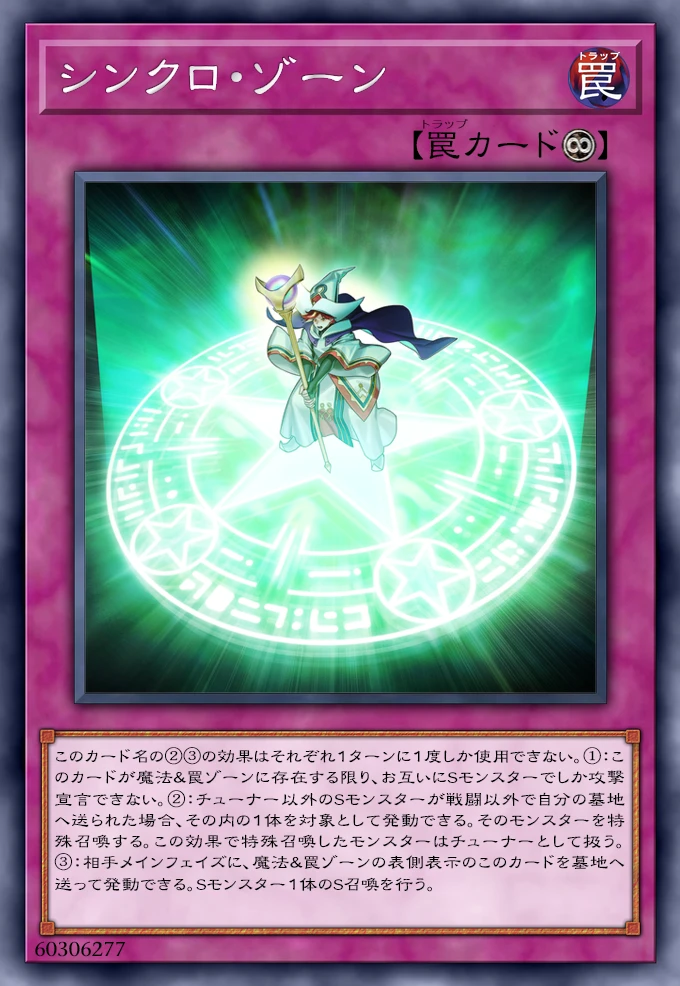 シンクロ・ゾーン
トラップ
罠
トラップ
【罠カード】
このカード名の②③の効果はそれぞれ1ターンに1度しか使用できない。①:こ
のカードが魔法&罠ゾーンに存在する限り、お互いにSモンスターでしか攻撃
宣言できない。②:チューナー以外のSモンスターが戦闘以外で自分の墓地
へ送られた場合、その内の1体を対象として発動できる。そのモンスターを特
殊召喚する。この効果で特殊召喚したモンスターはチューナーとして扱う。
③:相手メインフェイズに、魔法&罠ゾーンの表側表示のこのカードを墓地へ
送って発動できる。Sモンスター1体のS召喚を行う。
60306277